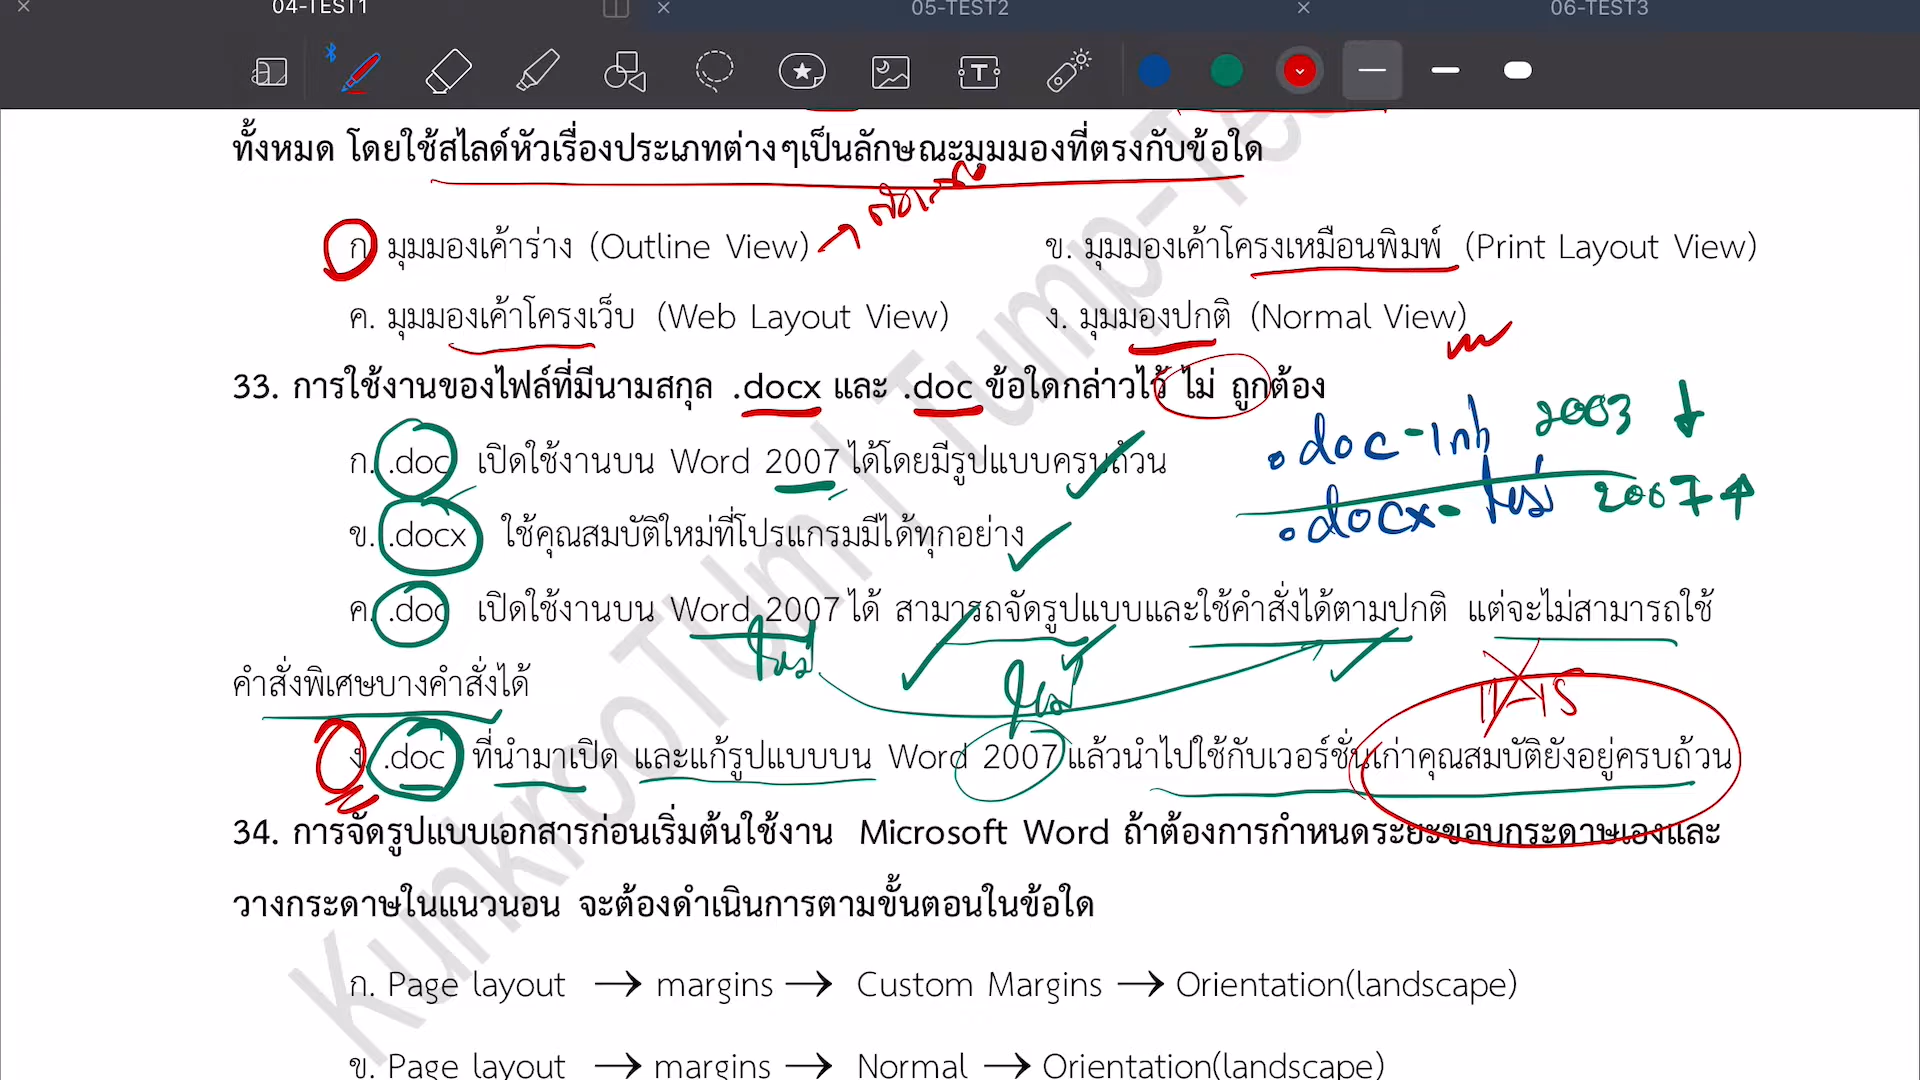 04-TEST1 05-TEST2 06-TEST3
ทั้งหมด โดยใช้สไลด์หัวเรื่องประเภทต่างๆเป็นลักษณะมุมมองที่ตรงกับข้อใด
ก มุมมองเค้าร่าง (Outline View) ข. มุมมองเค้าโครงเหมือนพิมพ์ (Print Layout View)
ค. มุมมองเค้าโครงเว็บ (Web Layout View) ง. มุมมองปกติ (Normal View)
33. การใช้งานของไฟล์ที่มีนามสกุล .docx และ .doc ข้อใดกล่าวไว้ ไม่ ถูกต้อง
.doc - เก่า 2003
ก. .doc เปิดใช้งานบน Word 2007 ได้โดยมีรูปแบบครบถ้วน
.docx - ใหม่ 2007
ข. .docx ใช้คุณสมบัติใหม่ที่โปรแกรมมีได้ทุกอย่าง
ค. .doc เปิดใช้งานบน Word 2007 ได้ สามารถจัดรูปแบบและใช้คำสั่งได้ตามปกติ แต่จะไม่สามารถใช้
ใหม่
คำสั่งพิเศษบางคำสั่งได้
ใหม่
ง .doc ที่นำมาเปิด และแก้รูปแบบบน Word 2007 แล้วนำไปใช้กับเวอร์ชั่นเก่าคุณสมบัติยังอยู่ครบถ้วน
34. การจัดรูปแบบเอกสารก่อนเริ่มต้นใช้งาน Microsoft Word ถ้าต้องการกำหนดระยะขอบกระดาษเองและ
วางกระดาษในแนวนอน จะต้องดำเนินการตามขั้นตอนในข้อใด
ก. Page layout → margins → Custom Margins → Orientation(landscape)
ข. Page layout → margins → Normal → Orientation(landscape)